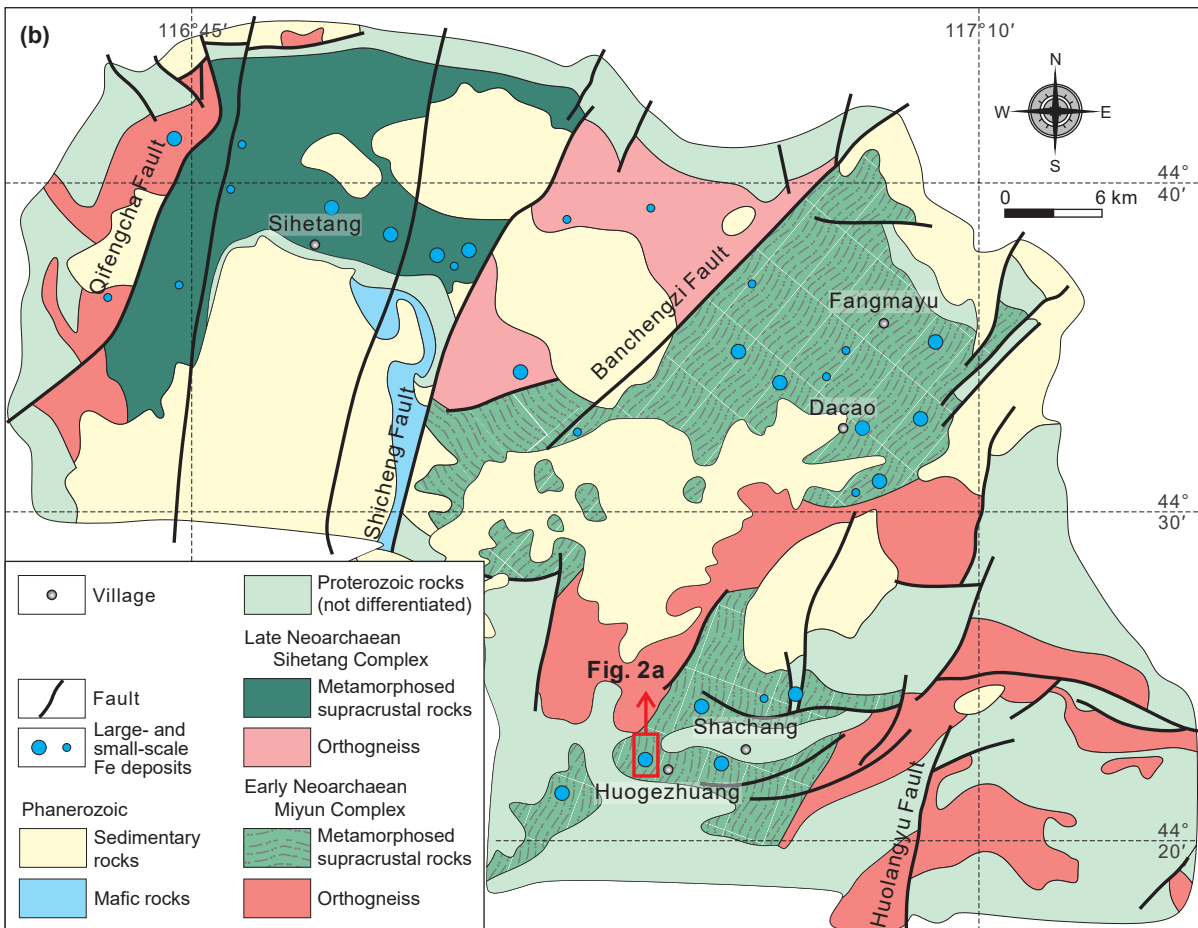 (b)
116°45′
117°10′
N
W
E
S
44°
40′
0
6 km
Qifengcha Fault
Sihetang
Banchengzi Fault
Fangmayu
Dacao
Shicheng Fault
44°
30′
Fig. 2a
Shachang
Huogezhuang
Huolangyu Fault
44°
20′
Village
Fault
Large- and
small-scale
Fe deposits
Phanerozoic
Sedimentary
rocks
Mafic rocks
Proterozoic rocks
(not differentiated)
Late Neoarchaean
Sihetang Complex
Metamorphosed
supracrustal rocks
Orthogneiss
Early Neoarchaean
Miyun Complex
Metamorphosed
supracrustal rocks
Orthogneiss